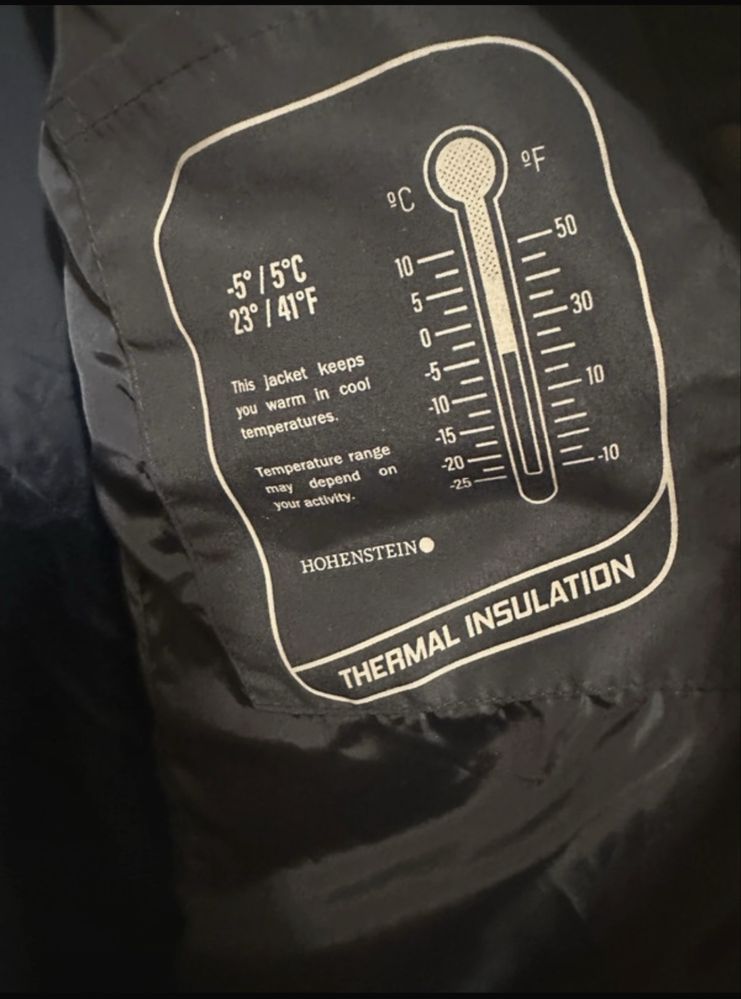 ºC
ºF
-5° / 5°C
23° / 41°F
This jacket keeps
you warm in cool
temperatures.
Temperature range
may depend on
your activity.
10
5
0
-5
-10
-15
-20
-25
50
30
10
-10
HOHENSTEIN
THERMAL INSULATION